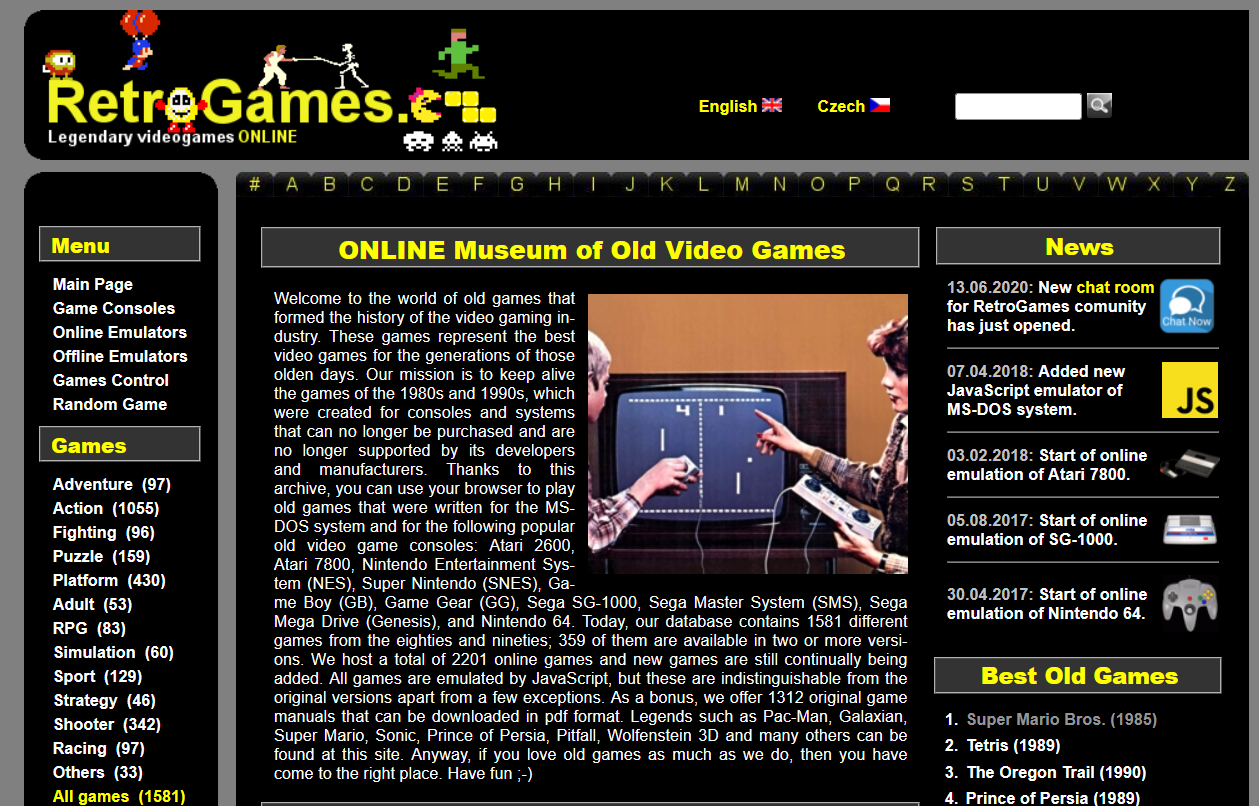 RetroGames.cz
Legendary videogames ONLINE
English
Czech
# A B C D E F G H I J K L M N O P Q R S T U V W X Y Z
Menu
Main Page
Game Consoles
Online Emulators
Offline Emulators
Games Control
Random Game
Games
Adventure (97)
Action (1055)
Fighting (96)
Puzzle (159)
Platform (430)
Adult (53)
RPG (83)
Simulation (60)
Sport (129)
Strategy (46)
Shooter (342)
Racing (97)
Others (33)
All games (1581)
ONLINE Museum of Old Video Games
Welcome to the world of old games that
formed the history of the video gaming in-
dustry. These games represent the best
video games for the generations of those
olden days. Our mission is to keep alive
the games of the 1980s and 1990s, which
were created for consoles and systems
that can no longer be purchased and are
no longer supported by its developers
and manufacturers. Thanks to this
archive, you can use your browser to play
old games that were written for the MS-
DOS system and for the following popular
old video game consoles: Atari 2600,
Atari 7800, Nintendo Entertainment Sys-
tem (NES), Super Nintendo (SNES), Ga-
me Boy (GB), Game Gear (GG), Sega SG-1000, Sega Master System (SMS), Sega
Mega Drive (Genesis), and Nintendo 64. Today, our database contains 1581 different
games from the eighties and nineties; 359 of them are available in two or more versi-
ons. We host a total of 2201 online games and new games are still continually being
added. All games are emulated by JavaScript, but these are indistinguishable from the
original versions apart from a few exceptions. As a bonus, we offer 1312 original game
manuals that can be downloaded in pdf format. Legends such as Pac-Man, Galaxian,
Super Mario, Sonic, Prince of Persia, Pitfall, Wolfenstein 3D and many others can be
found at this site. Anyway, if you love old games as much as we do, then you have
come to the right place. Have fun ;-)
4 1
News
13.06.2020: New chat room
for RetroGames comunity
has just opened.
Chat Now
07.04.2018: Added new
JavaScript emulator of
MS-DOS system.
JS
03.02.2018: Start of online
emulation of Atari 7800.
05.08.2017: Start of online
emulation of SG-1000.
30.04.2017: Start of online
emulation of Nintendo 64.
Best Old Games
1. Super Mario Bros. (1985)
2. Tetris (1989)
3. The Oregon Trail (1990)
4. Prince of Persia (1989)